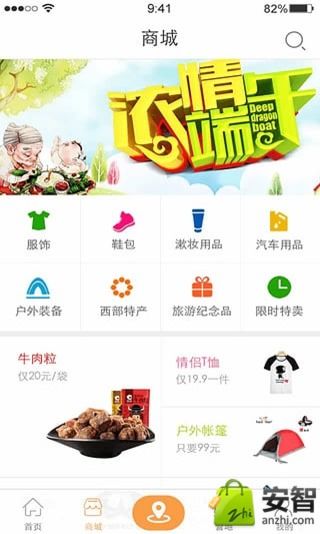 9:41
商城
浓情端午
Deep
dragon
boat
服饰
鞋包
漱妆用品
汽车用品
户外装备
西部特产
旅游纪念品
限时特卖
牛肉粒
仅20元/袋
情侣T恤
仅19.9一件
户外帐篷
只要99元
首页
商城
营地
我的
安智
zhi
anzhi.com